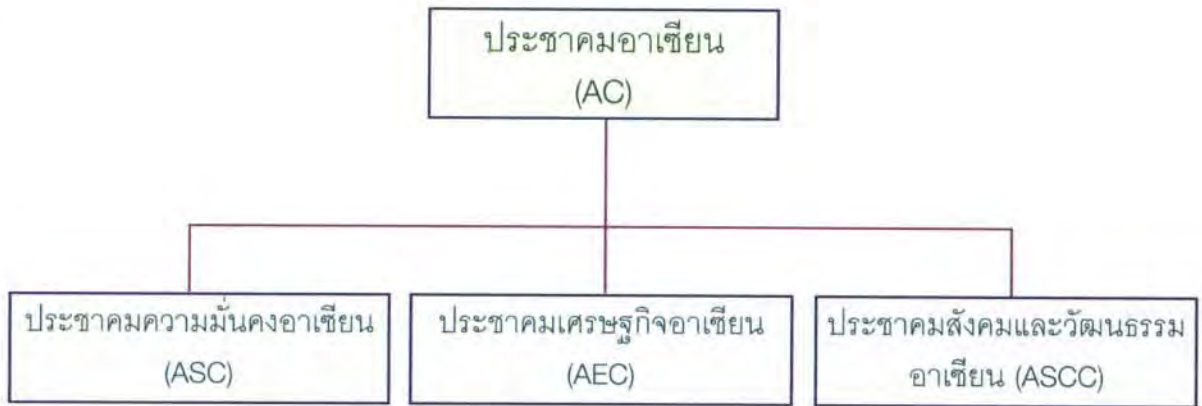 ประชาคมอาเซียน
(AC)
ประชาคมความมั่นคงอาเซียน
(ASC)
ประชาคมเศรษฐกิจอาเซียน
(AEC)
ประชาคมสังคมและวัฒนธรรม
อาเซียน (ASCC)